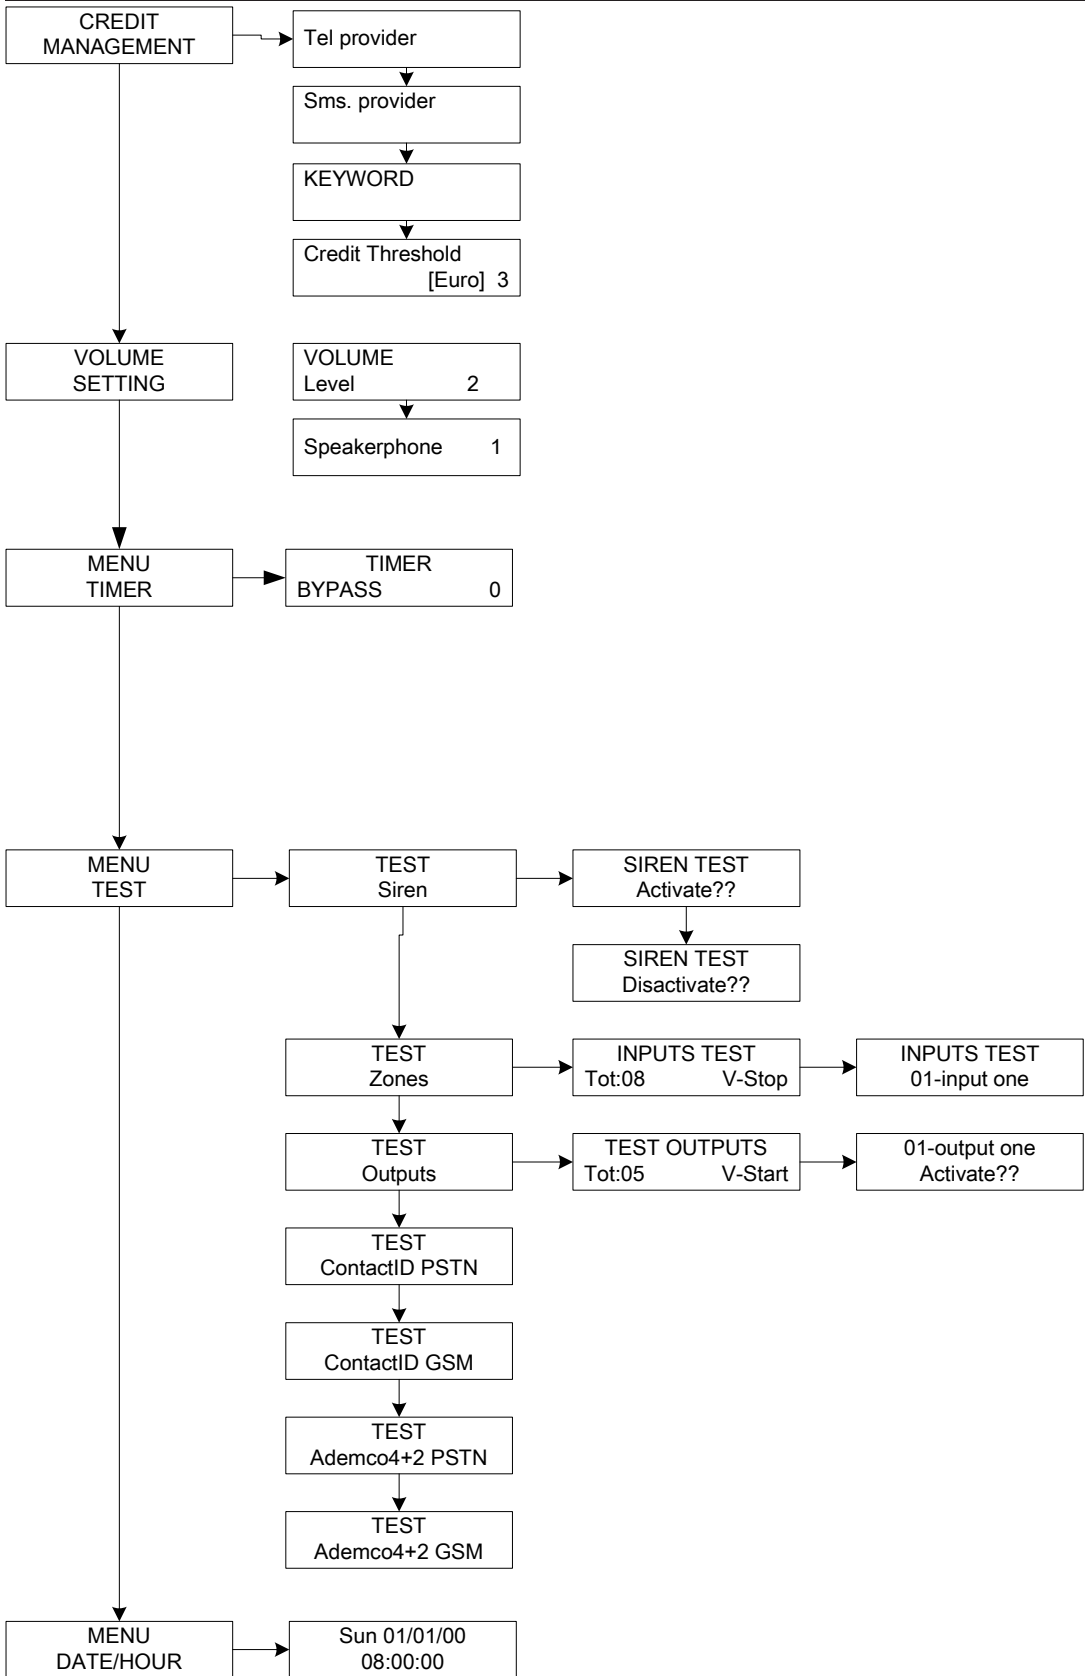 CREDIT
MANAGEMENT
Tel provider
Sms. provider
KEYWORD
Credit Threshold
[Euro] 3
VOLUME
SETTING
VOLUME
Level 2
Speakerphone 1
MENU
TIMER
TIMER
BYPASS 0
MENU
TEST
TEST
Siren
SIREN TEST
Activate??
SIREN TEST
Disactivate??
TEST
Zones
INPUTS TEST
Tot:08 V-Stop
INPUTS TEST
01-input one
TEST
Outputs
TEST OUTPUTS
Tot:05 V-Start
01-output one
Activate??
TEST
ContactID PSTN
TEST
ContactID GSM
TEST
Ademco4+2 PSTN
TEST
Ademco4+2 GSM
MENU
DATE/HOUR
Sun 01/01/00
08:00:00